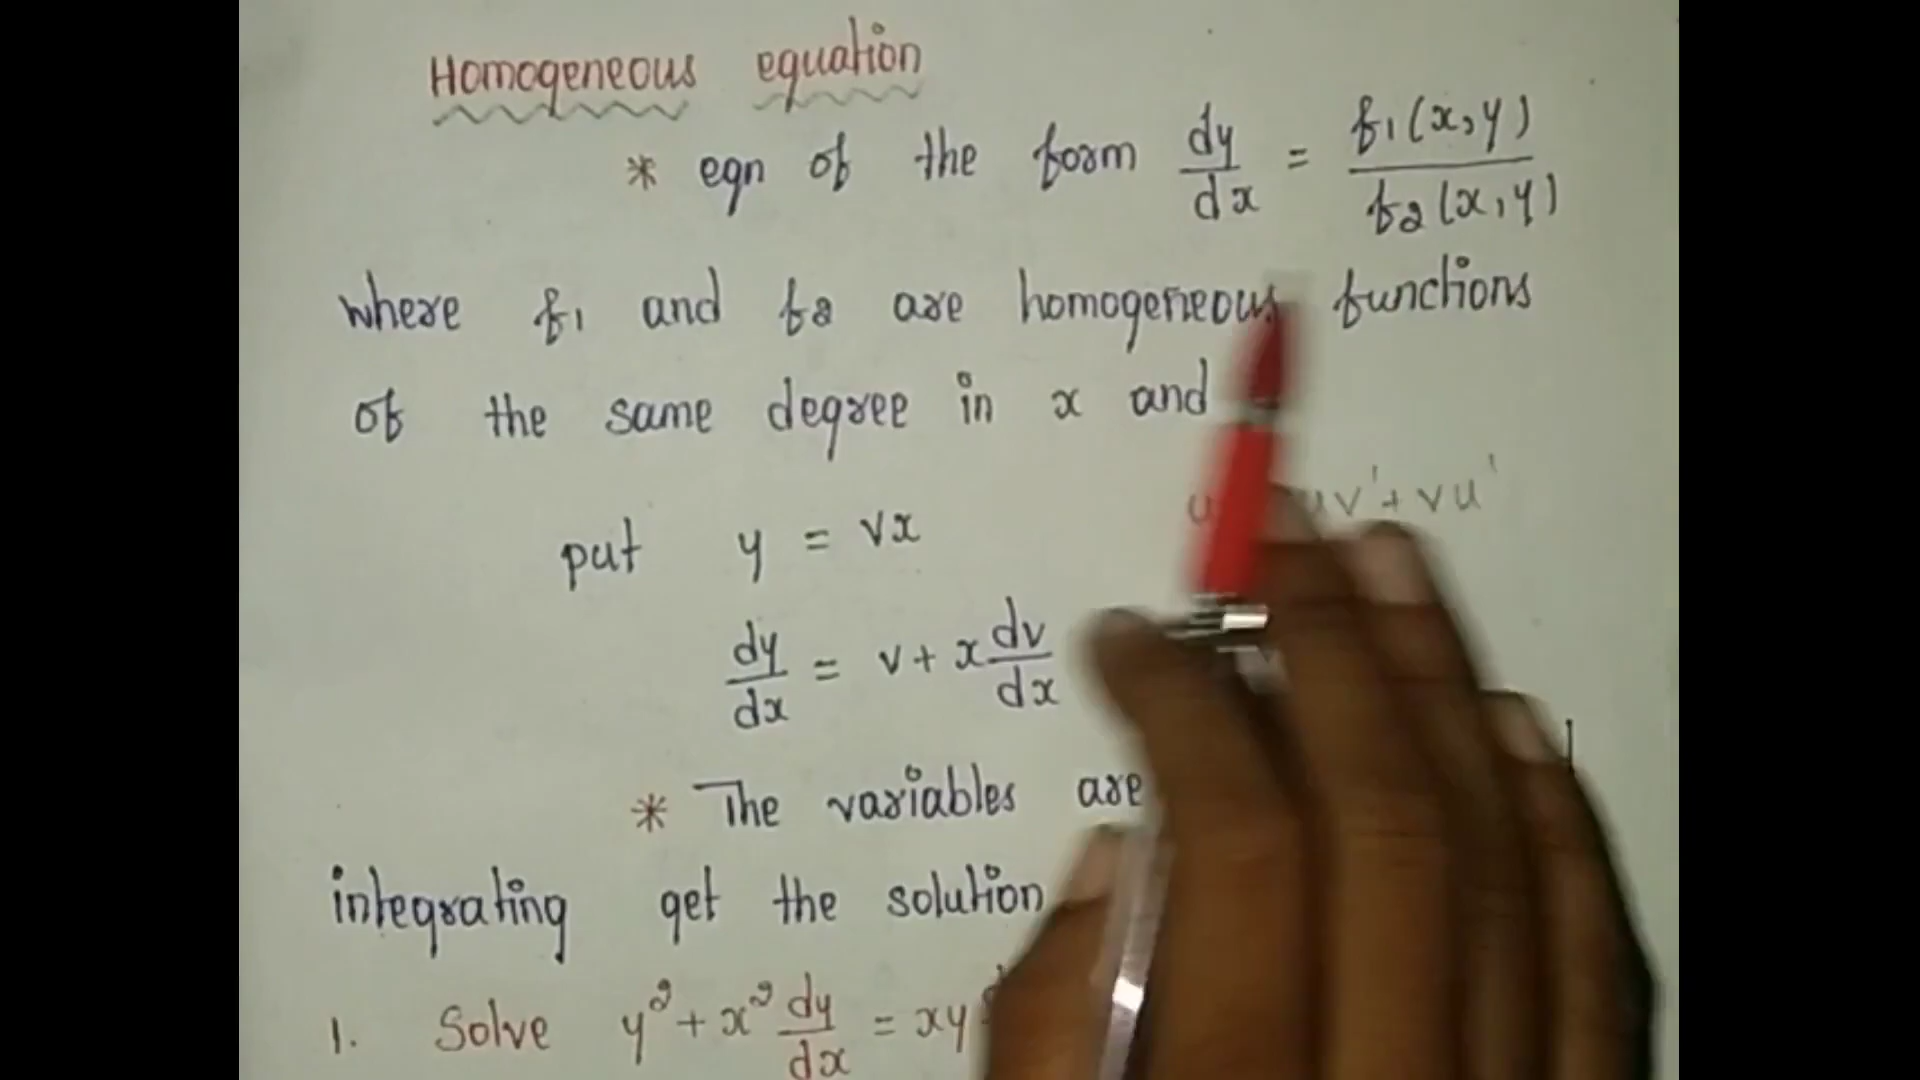 Homogeneous equation
* eqn of the form dy/dx = f1(x,y)/f2(x,y)
where f1 and f2 are homogeneous functions
of the same degree in x and
uv'+vu'
put y = vx
dy/dx = v+x dv/dx
* The variables are
integrating get the solution
1. Solve y²+x² dy/dx = xy